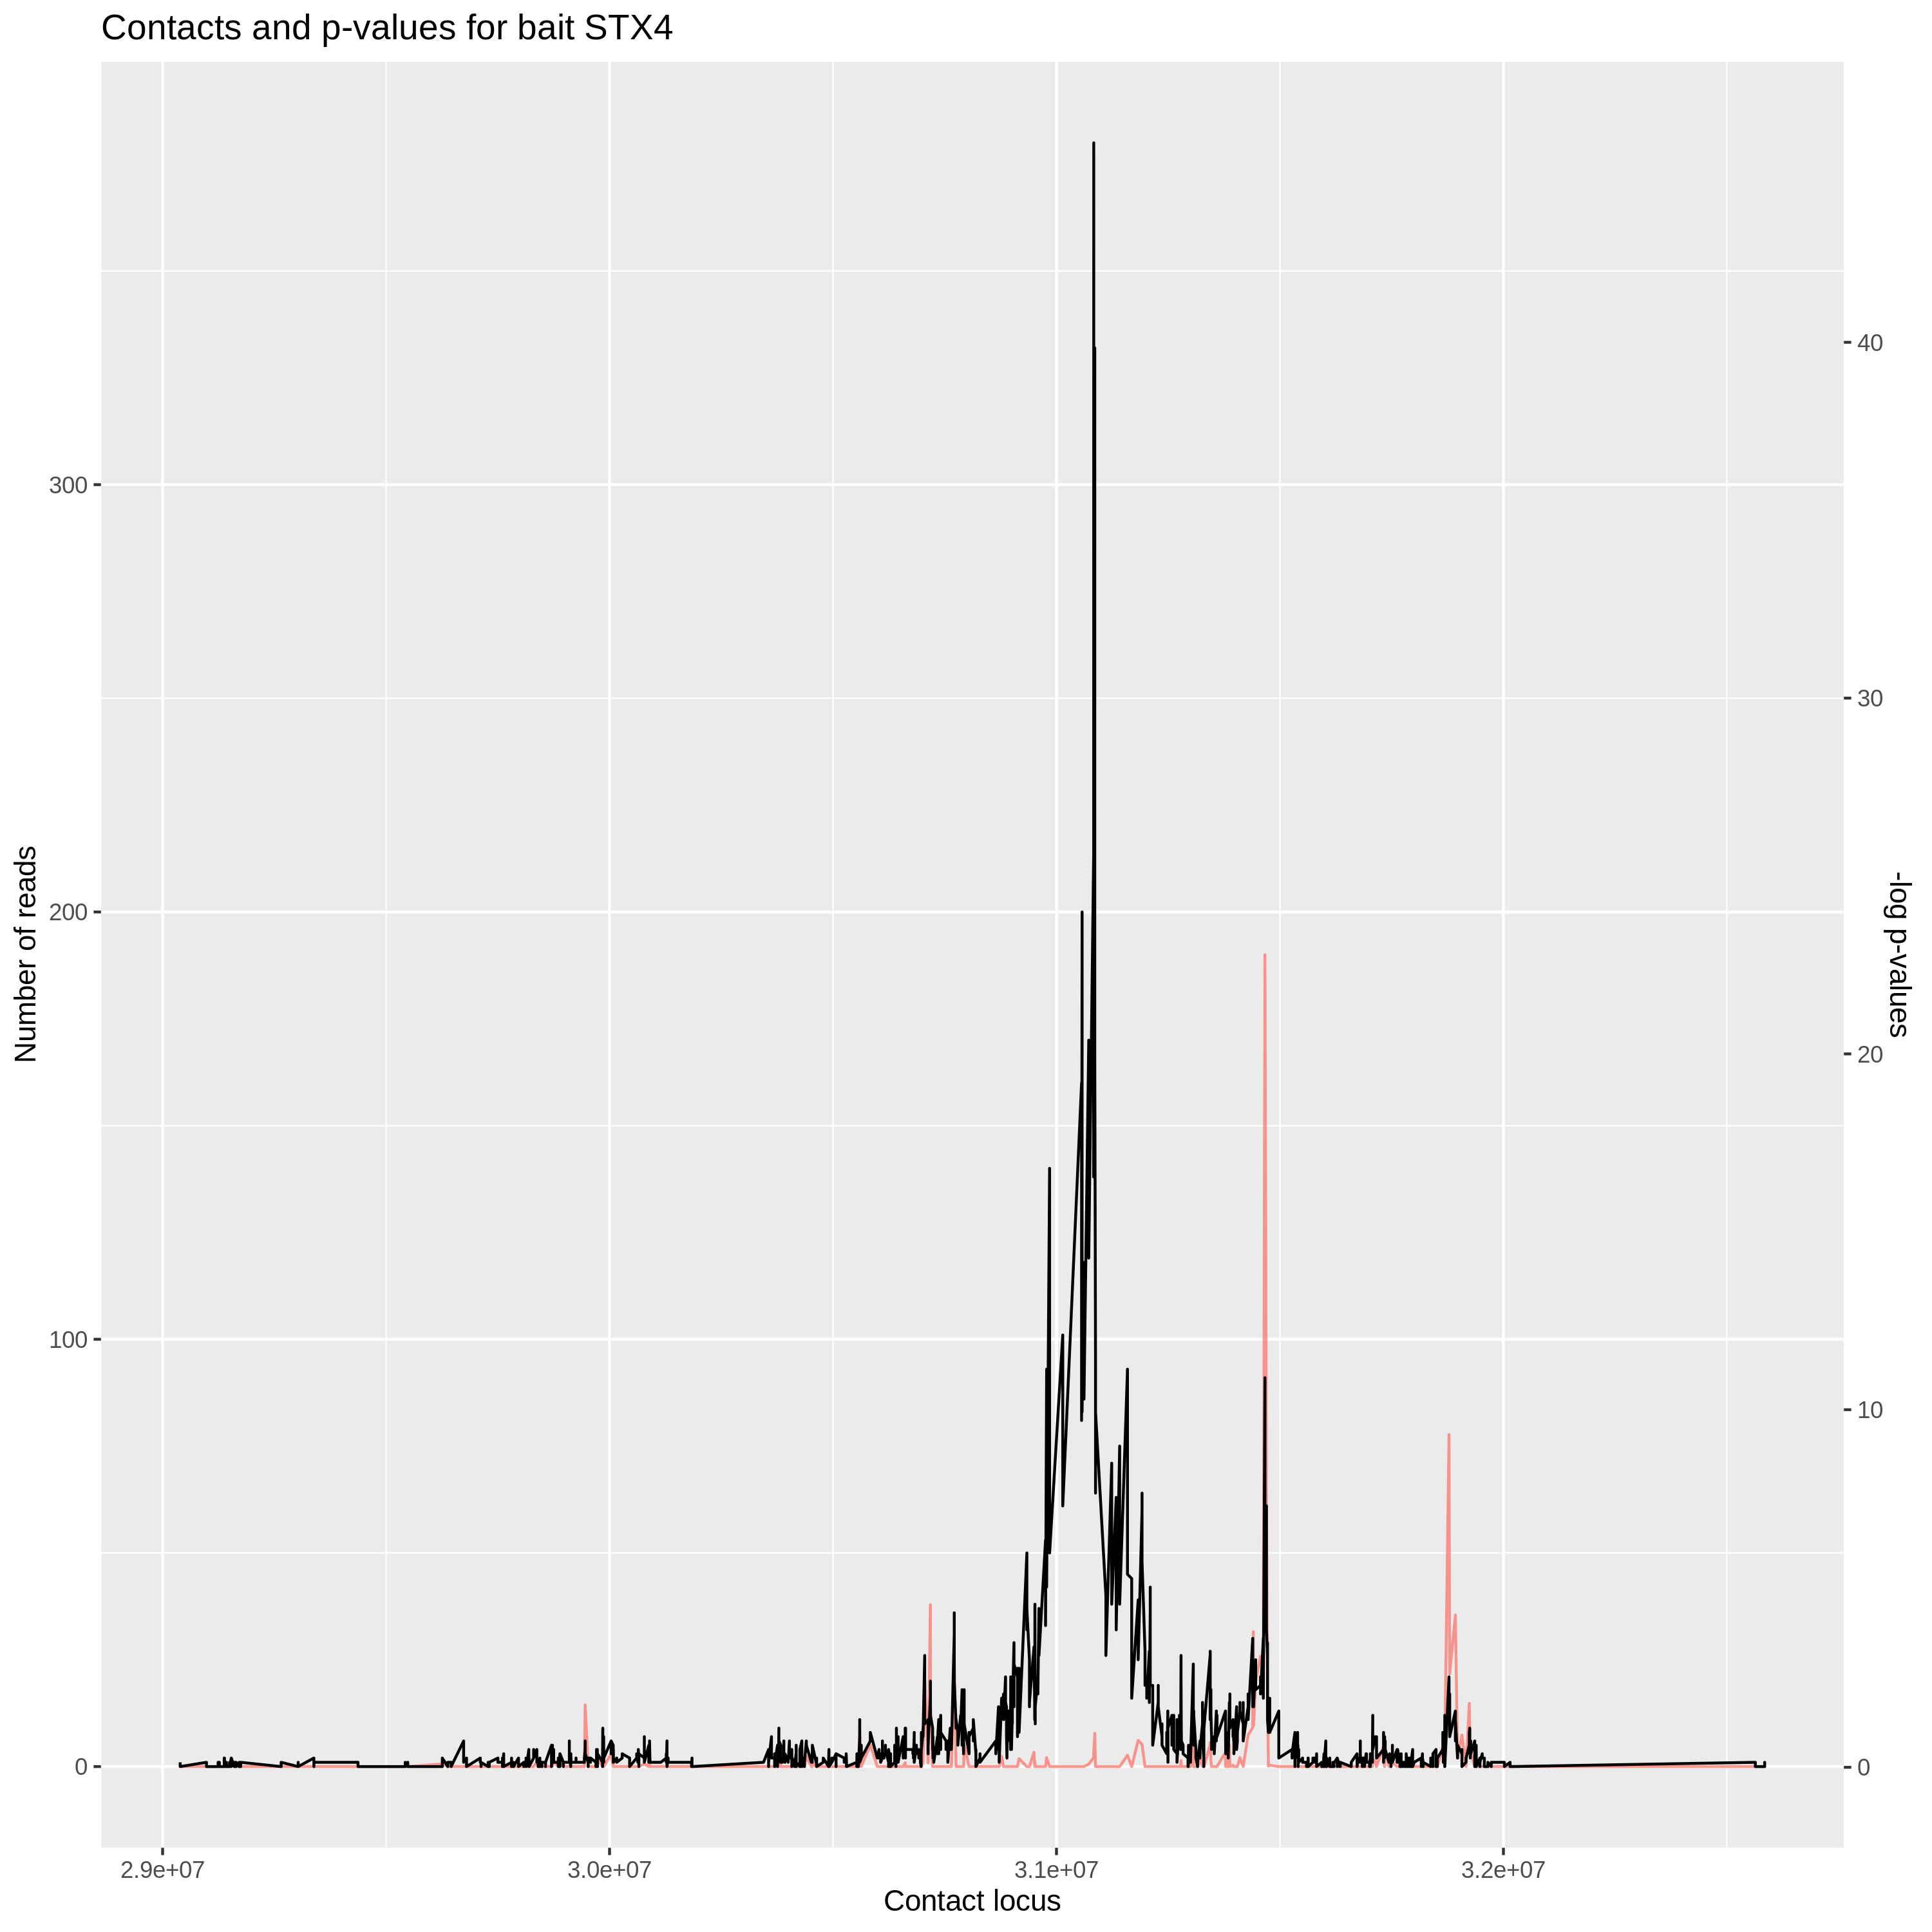 Contacts and p-values for bait STX4
Number of reads
300
200
100
0
40
30
20
10
0
-log p-values
2.9e+07 3.0e+07 3.1e+07 3.2e+07
Contact locus